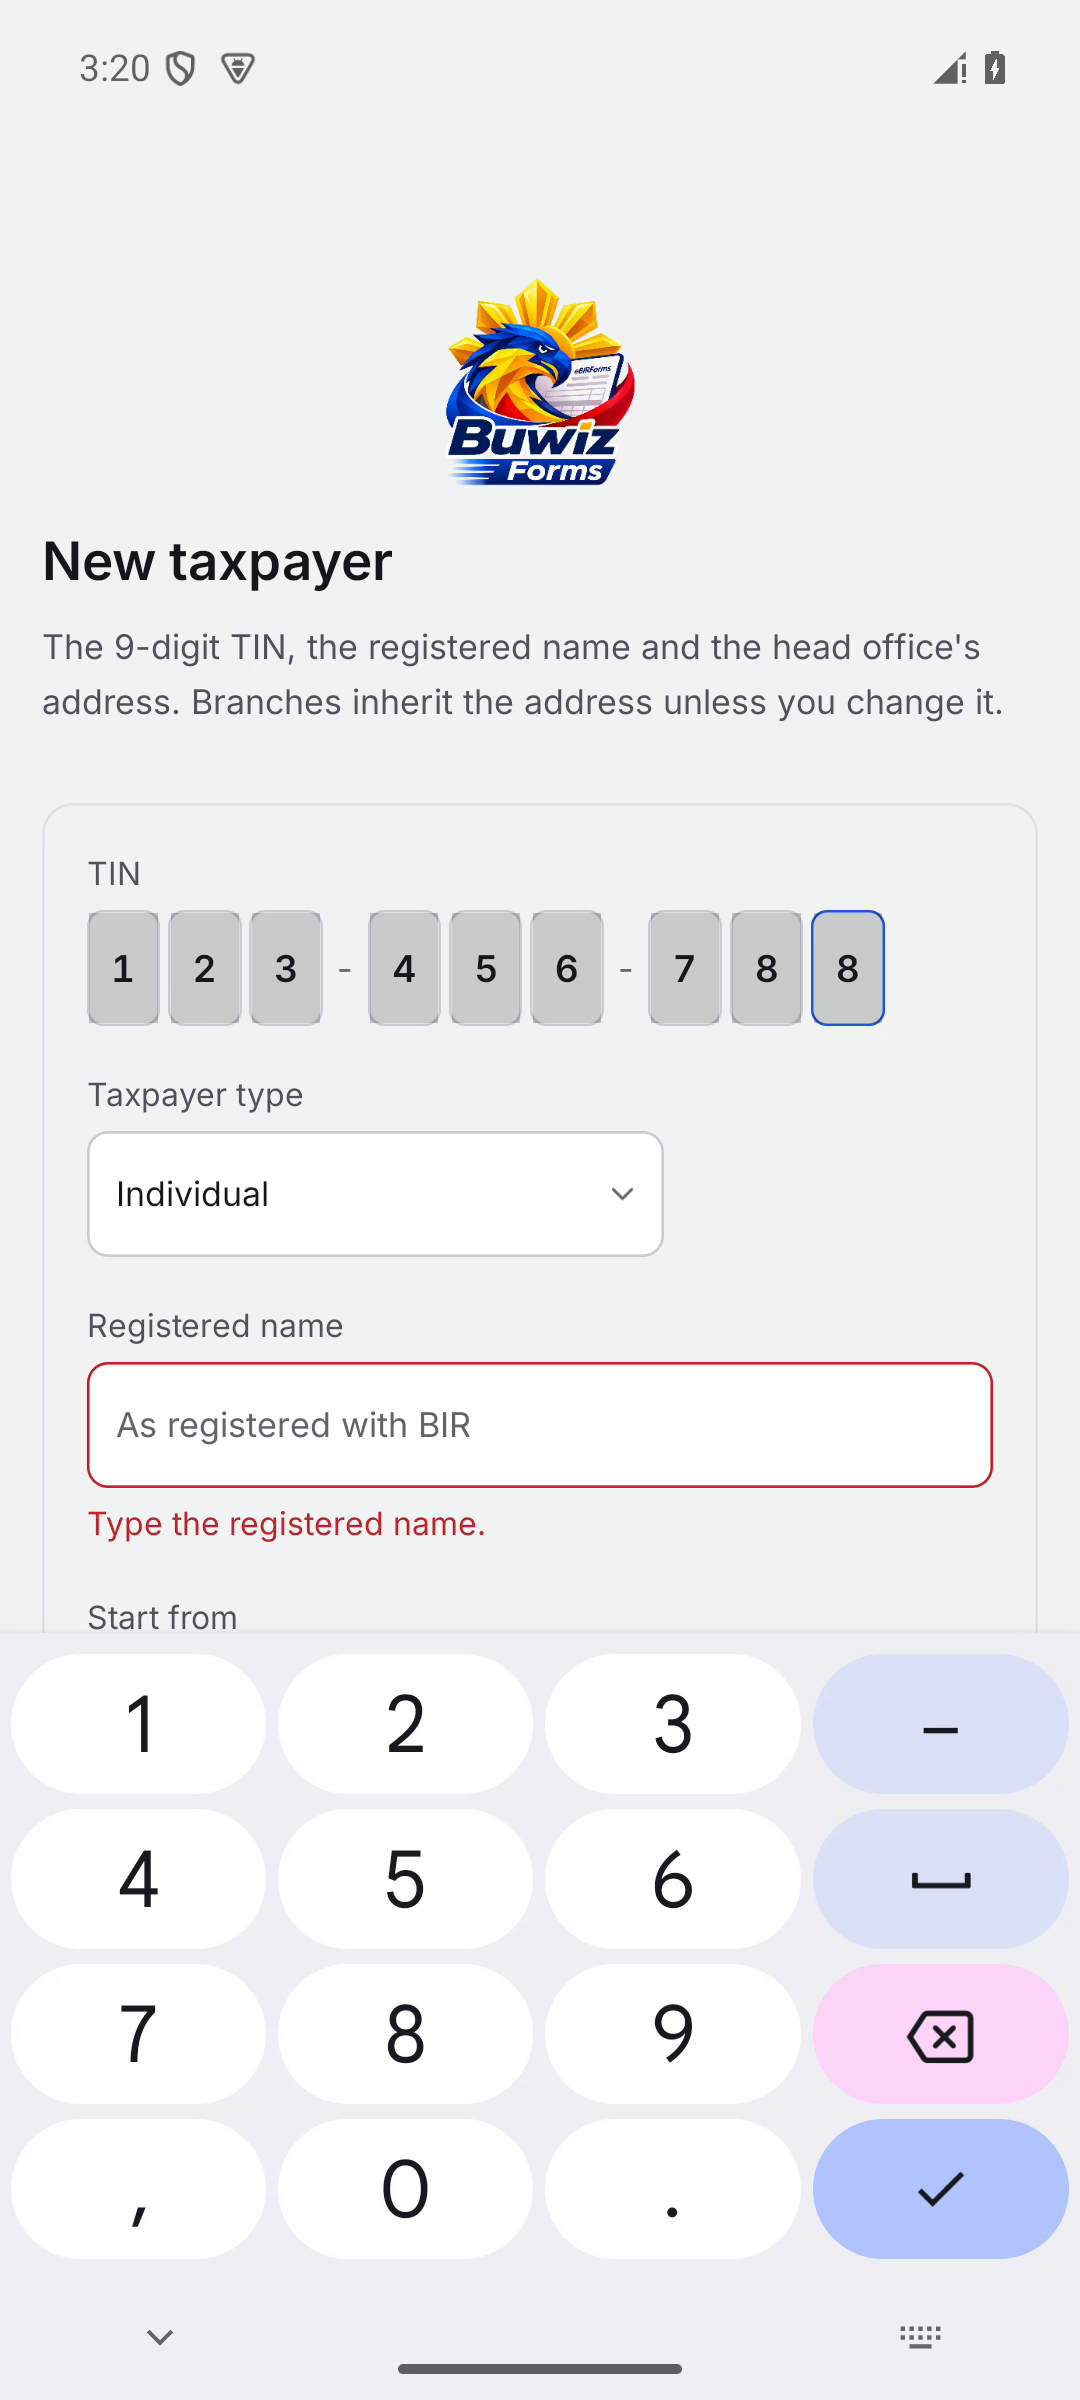 3:20
eBIRForms
Buwiz
Forms
New taxpayer
The 9-digit TIN, the registered name and the head office's
address. Branches inherit the address unless you change it.
TIN
1 2 3 - 4 5 6 - 7 8 8
Taxpayer type
Individual
Registered name
As registered with BIR
Type the registered name.
Start from
1 2 3 –
4 5 6
7 8 9
, 0 .